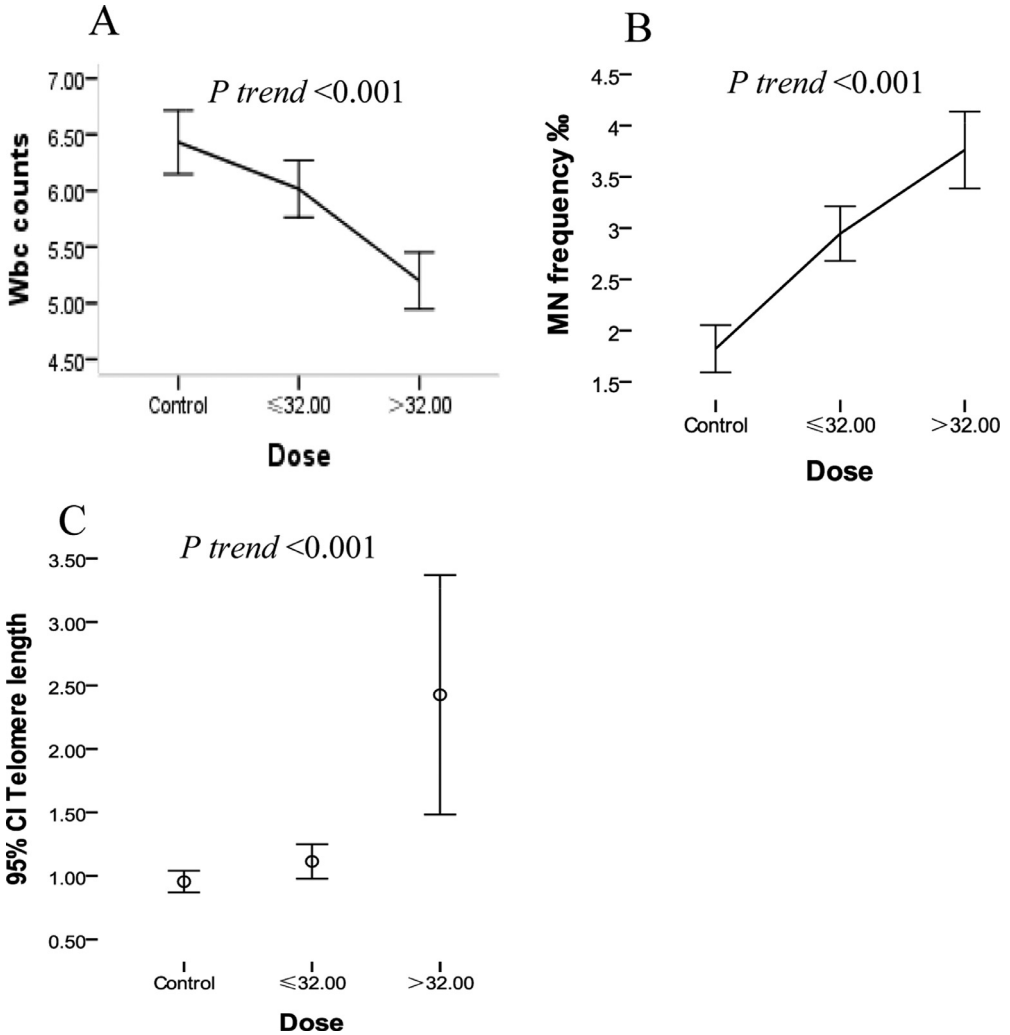 A
P trend <0.001
Wbc counts
7.00
6.50
6.00
5.50
5.00
4.50
Control
≤32.00
>32.00
Dose
B
P trend <0.001
MN frequency ‰
4.5
4
3.5
3
2.5
2
1.5
Control
≤32.00
>32.00
Dose
C
P trend <0.001
95% CI Telomere length
3.50
3.00
2.50
2.00
1.50
1.00
0.50
Control
≤32.00
>32.00
Dose